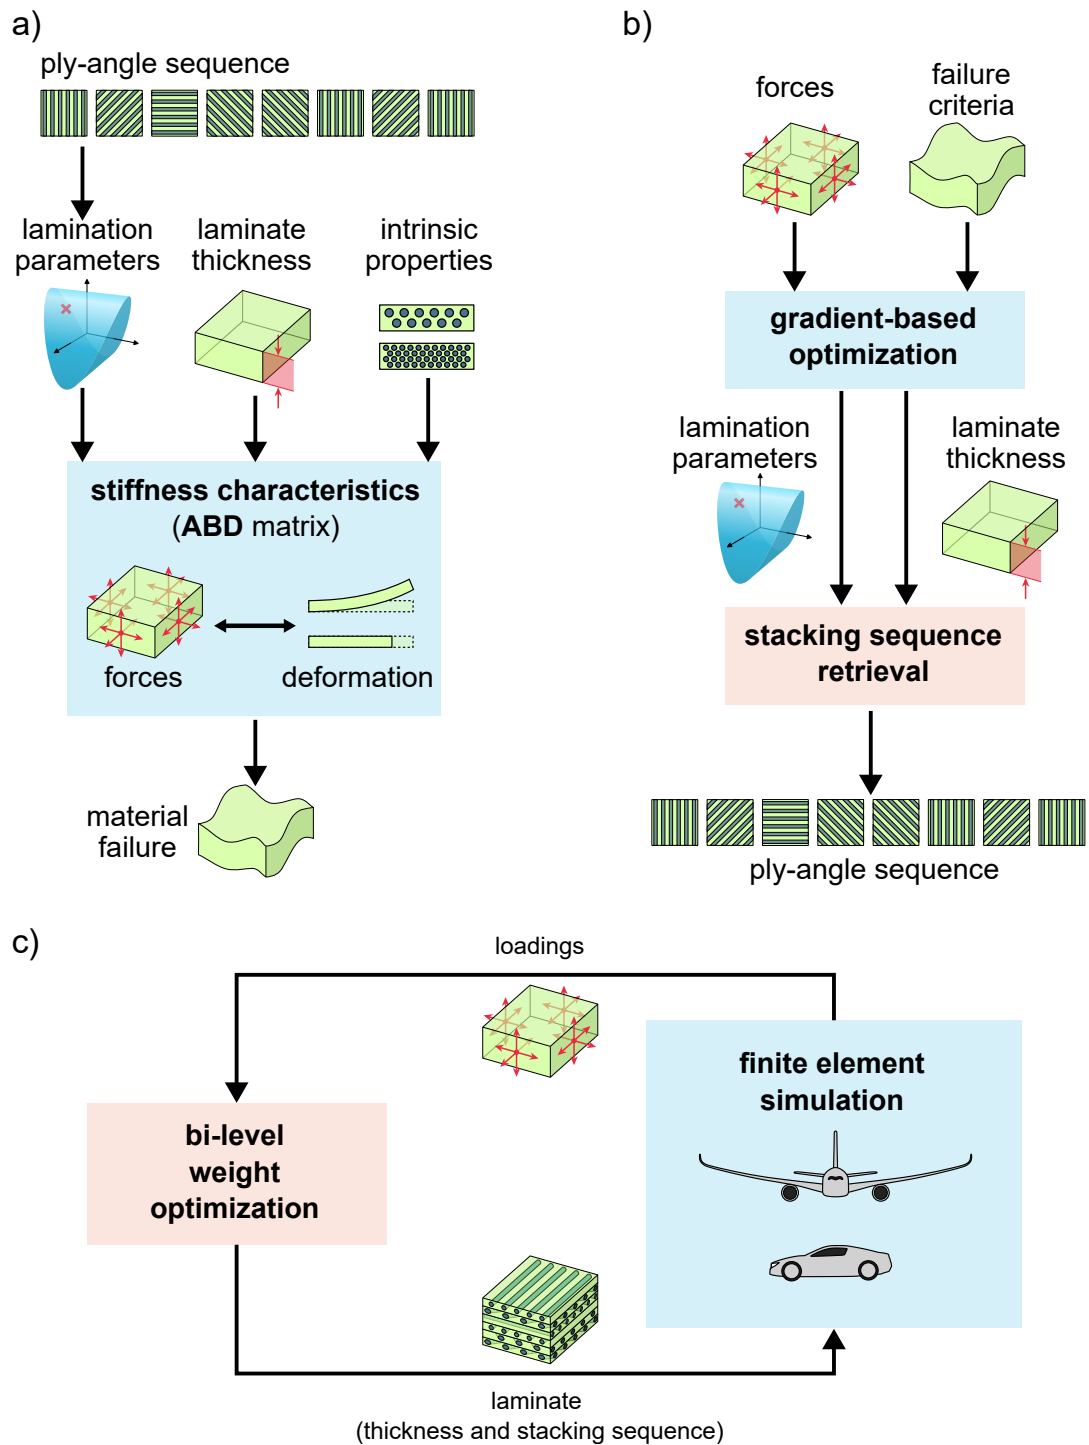 a)
ply-angle sequence
lamination
parameters
laminate
thickness
intrinsic
properties
stiffness characteristics
(ABD matrix)
forces
deformation
material
failure
b)
forces
failure
criteria
gradient-based
optimization
lamination
parameters
laminate
thickness
stacking sequence
retrieval
ply-angle sequence
c)
loadings
bi-level
weight
optimization
finite element
simulation
laminate
(thickness and stacking sequence)